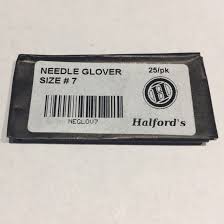 NEEDLE GLOVER 25/pk
SIZE # 7
H
NEGLOV7
Halford's